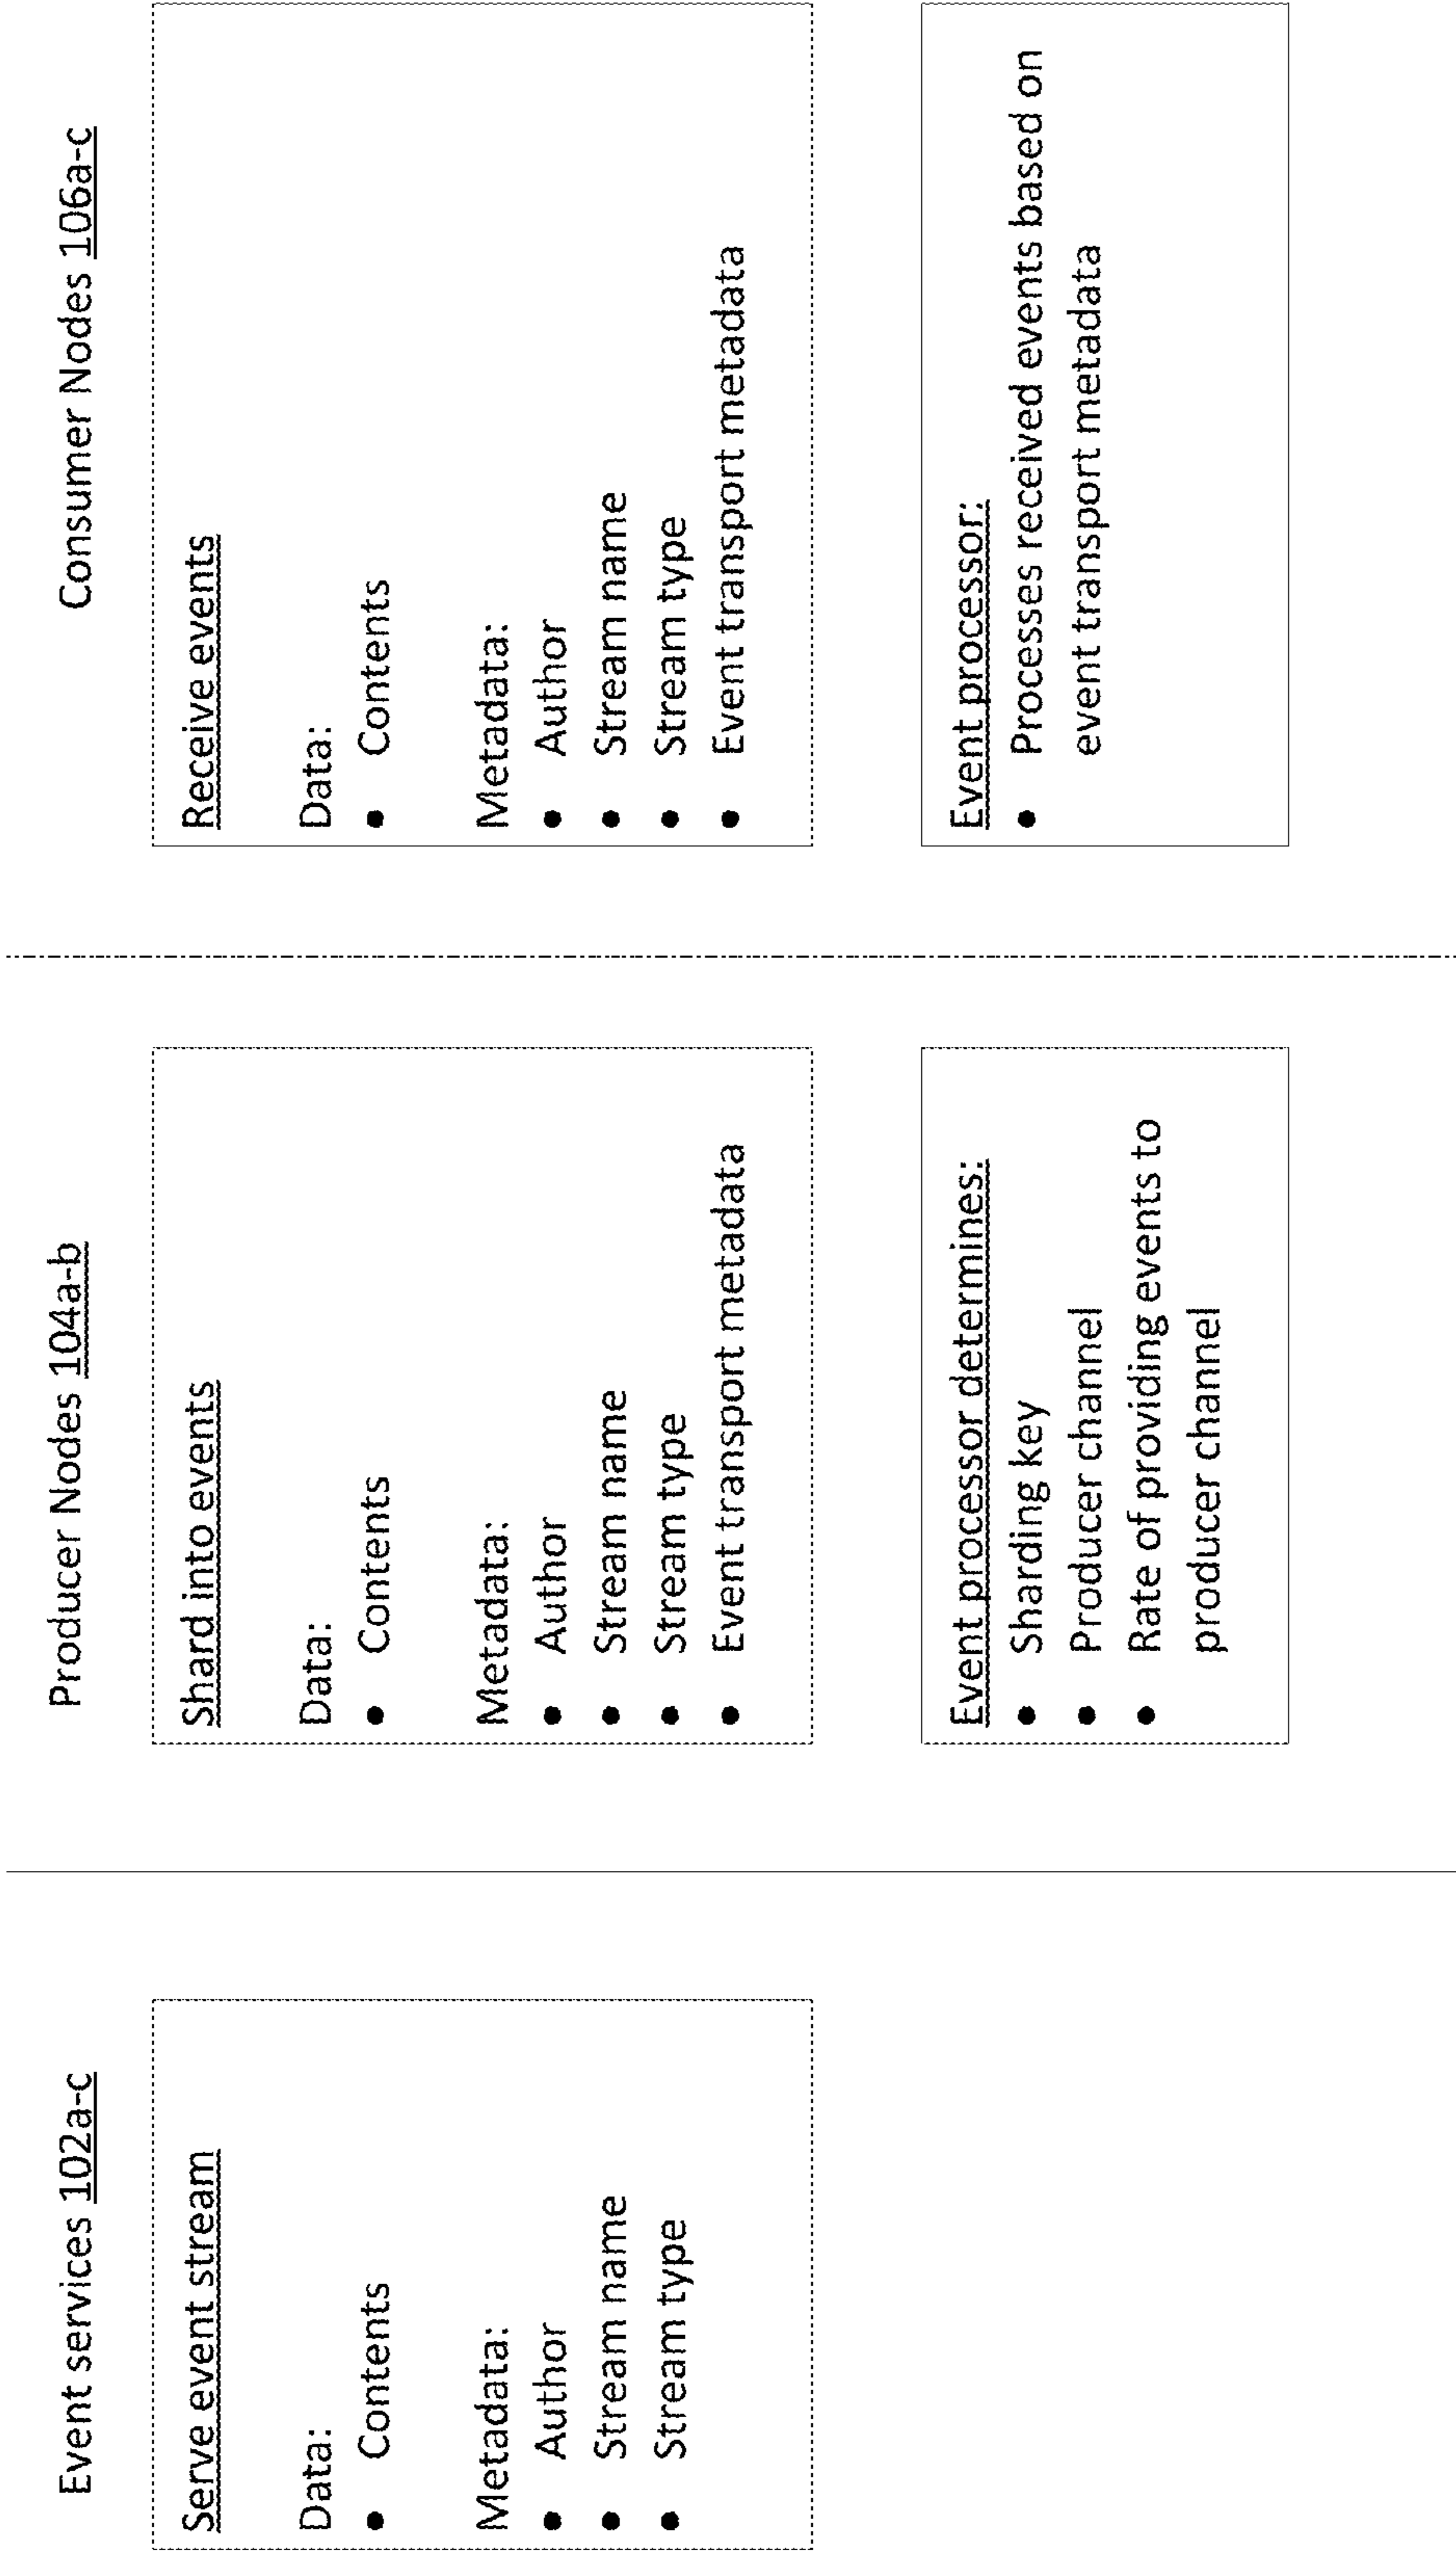 Event services 102a-c
Serve event stream
Data:
● Contents
Metadata:
● Author
● Stream name
● Stream type
Producer Nodes 104a-b
Shard into events
Data:
● Contents
Metadata:
● Author
● Stream name
● Stream type
● Event transport metadata
Event processor determines:
● Sharding key
● Producer channel
● Rate of providing events to
producer channel
Consumer Nodes 106a-c
Receive events
Data:
● Contents
Metadata:
● Author
● Stream name
● Stream type
● Event transport metadata
Event processor:
● Processes received events based on
event transport metadata